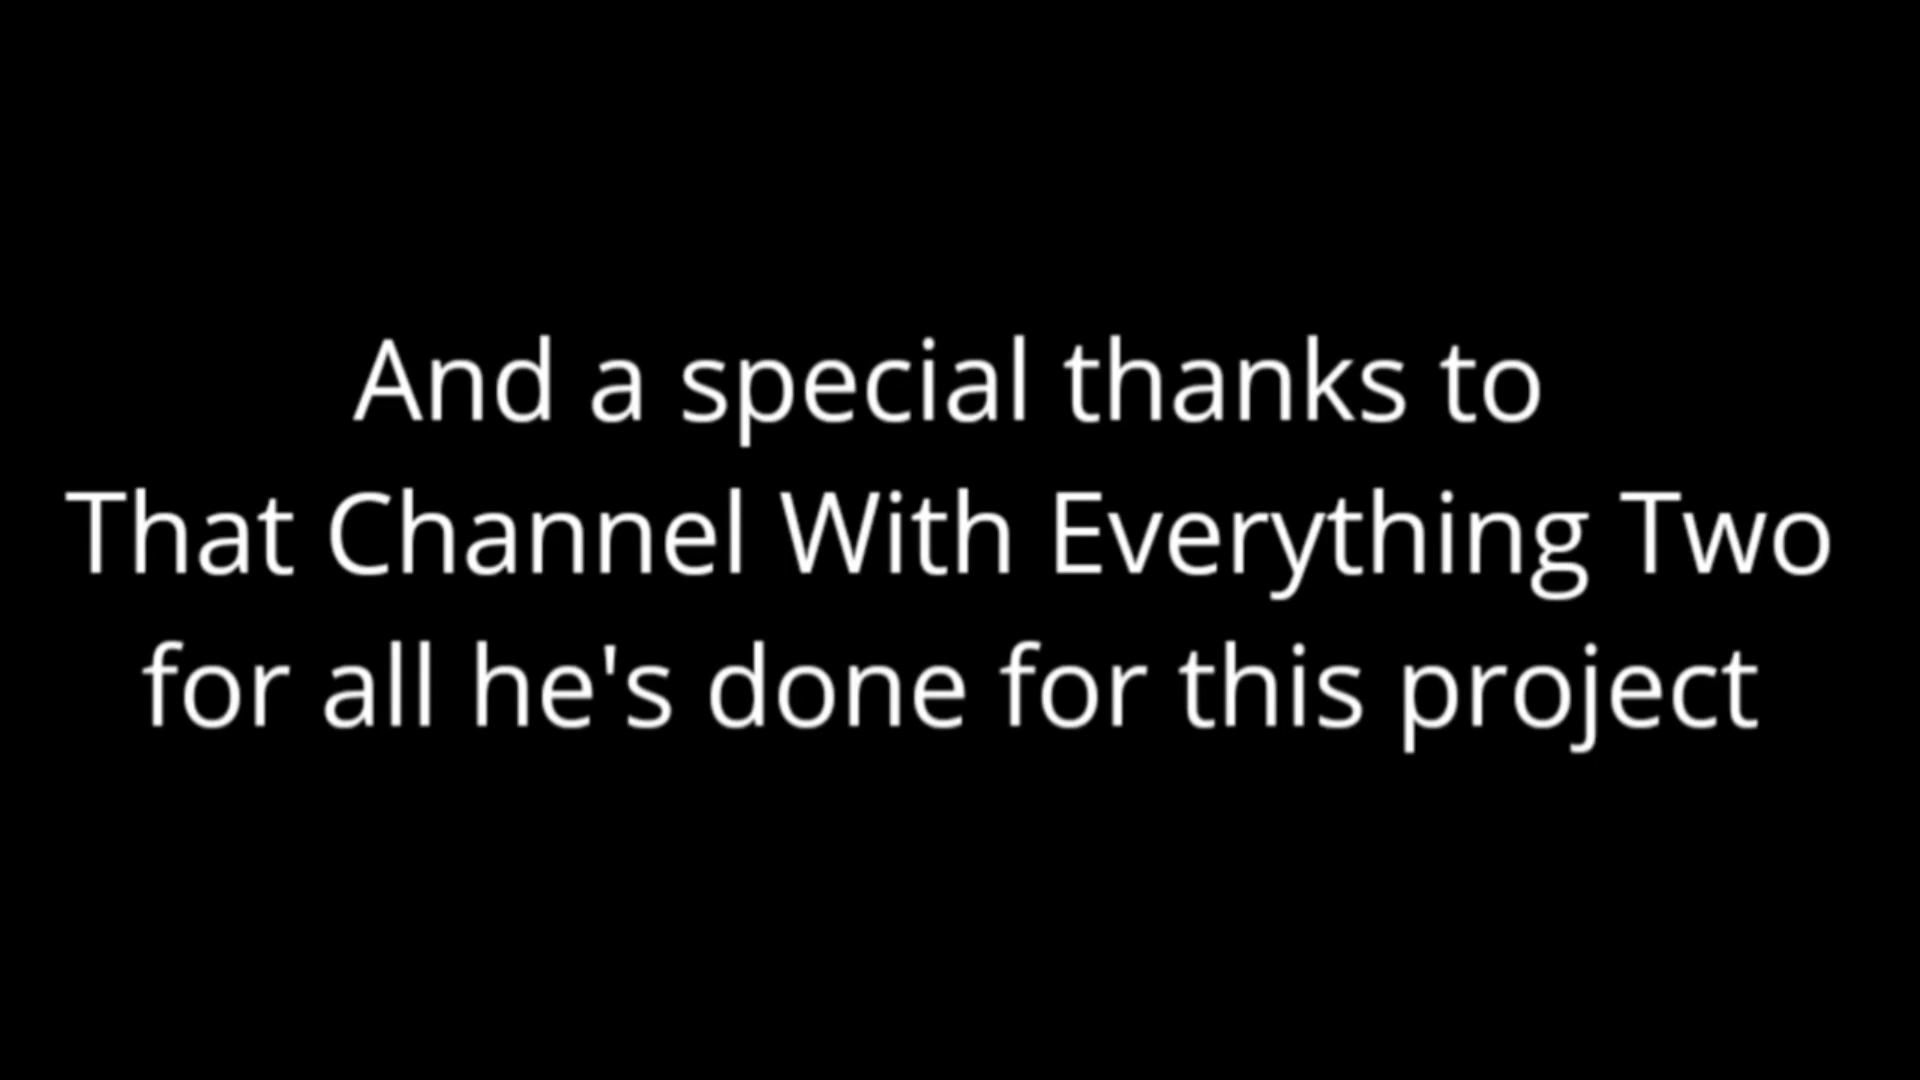 And a special thanks to
That Channel With Everything Two
for all he's done for this project